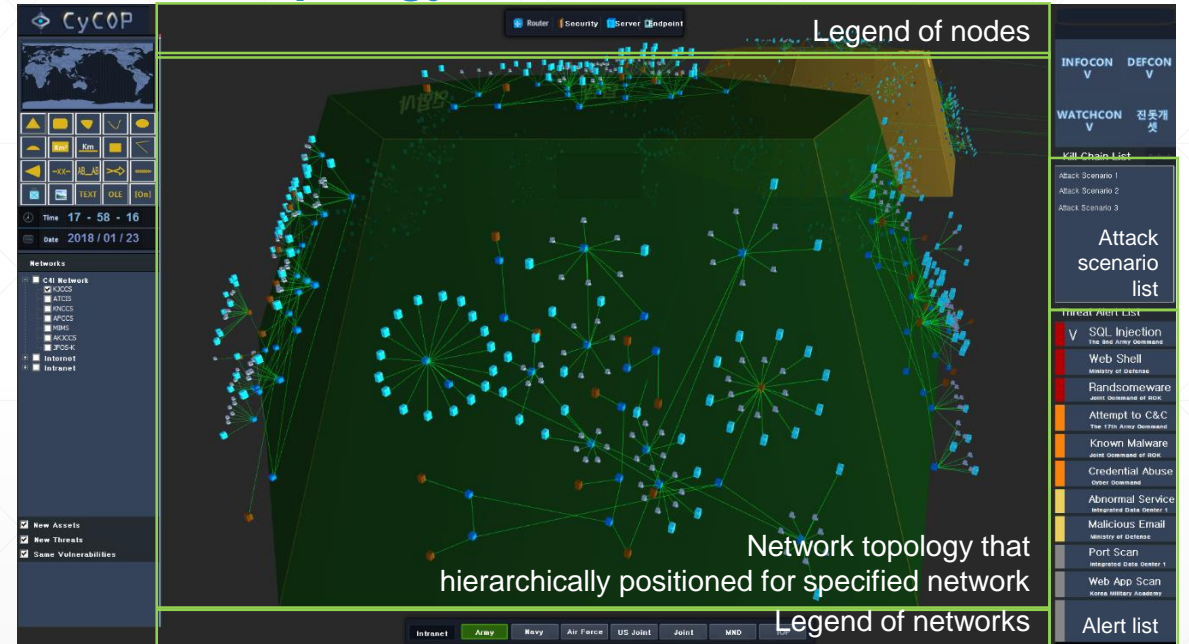 CyCOP
Router Security Server Endpoint
Legend of nodes
INFOCON DEFCON
V V
WATCHCON 진돗개
V 셋
Kill Chain List
Attack Scenario 1
Attack Scenario 2
Attack Scenario 3
Attack
scenario
list
Km² Km
-xx- AB__AB
TEXT OLE [On]
Time 17 - 58 - 16
Date 2018 / 01 / 23
Networks
C4I Network
KJCCS
ATCIS
KNCCS
AFCCS
MIMS
AKJCCS
JFOS-K
Internet
Intranet
New Assets
New Threats
Same Vulnerabilities
Threat Alert List
V SQL Injection
The 2nd Army Command
Web Shell
Ministry of Defense
Randsomeware
Joint Command of ROK
Attempt to C&C
The 17th Army Command
Known Malware
Joint Command of ROK
Credential Abuse
Cyber Command
Abnormal Service
Integrated Data Center 1
Malicious Email
Ministry of Defense
Port Scan
Integrated Data Center 1
Web App Scan
Korea Military Academy
Alert list
Network topology that
hierarchically positioned for specified network
Legend of networks
Intranet Army Navy Air Force US Joint Joint MND TOP